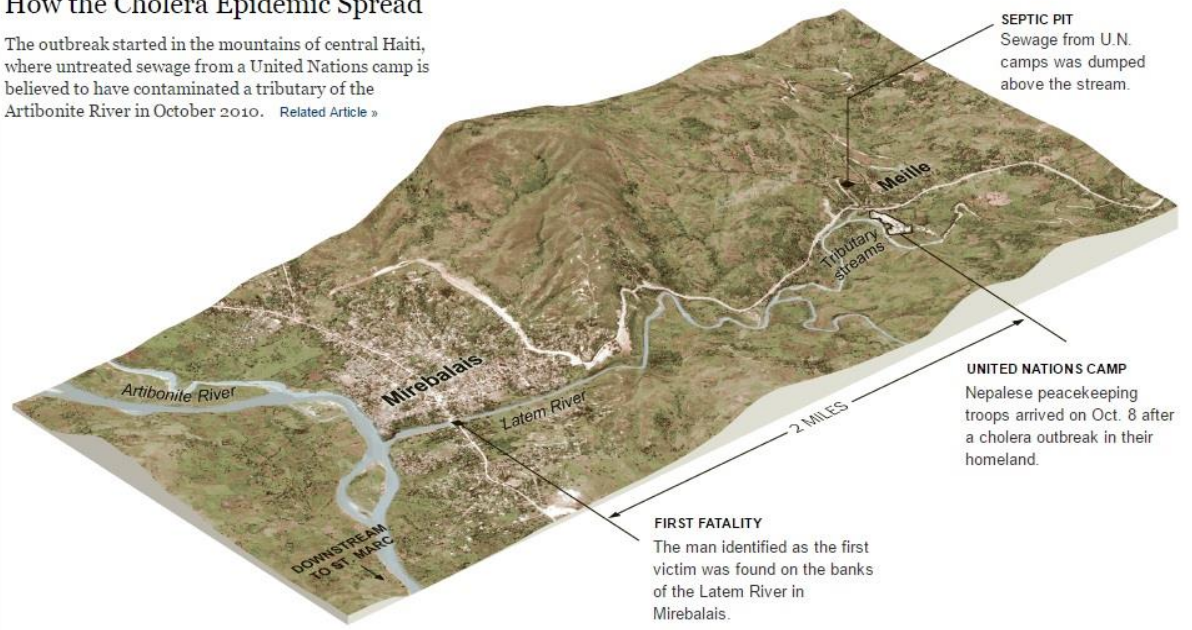 How the Cholera Epidemic Spread
The outbreak started in the mountains of central Haiti,
where untreated sewage from a United Nations camp is
believed to have contaminated a tributary of the
Artibonite River in October 2010. Related Article »
SEPTIC PIT
Sewage from U.N.
camps was dumped
above the stream.
Meille
Tributary
streams
UNITED NATIONS CAMP
Nepalese peacekeeping
troops arrived on Oct. 8 after
a cholera outbreak in their
homeland.
Mirebalais
Artibonite River
Latem River
2 MILES
FIRST FATALITY
The man identified as the first
victim was found on the banks
of the Latem River in
Mirebalais.
DOWNSTREAM
TO ST. MARC